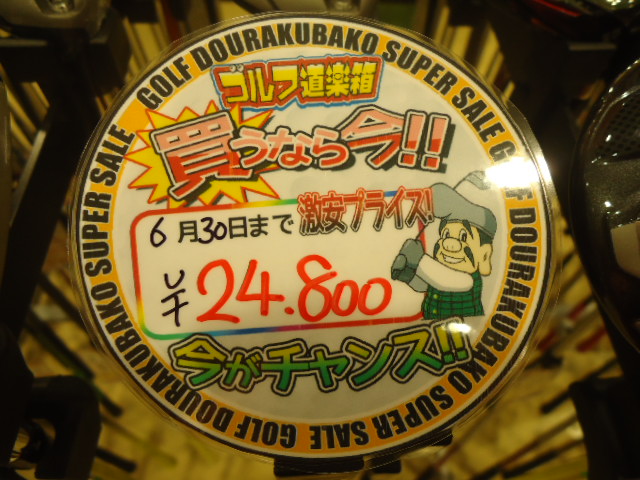 GOLF DOURAKUBAKO SUPER SALE GOLF DOURAKUBAKO SUPER SALE GOLF DOURAKUBAKO SUPER SALE
ゴルフ道楽箱
買うなら今!!
6月30日まで 激安プライス!
¥24.800
今がチャンス!!